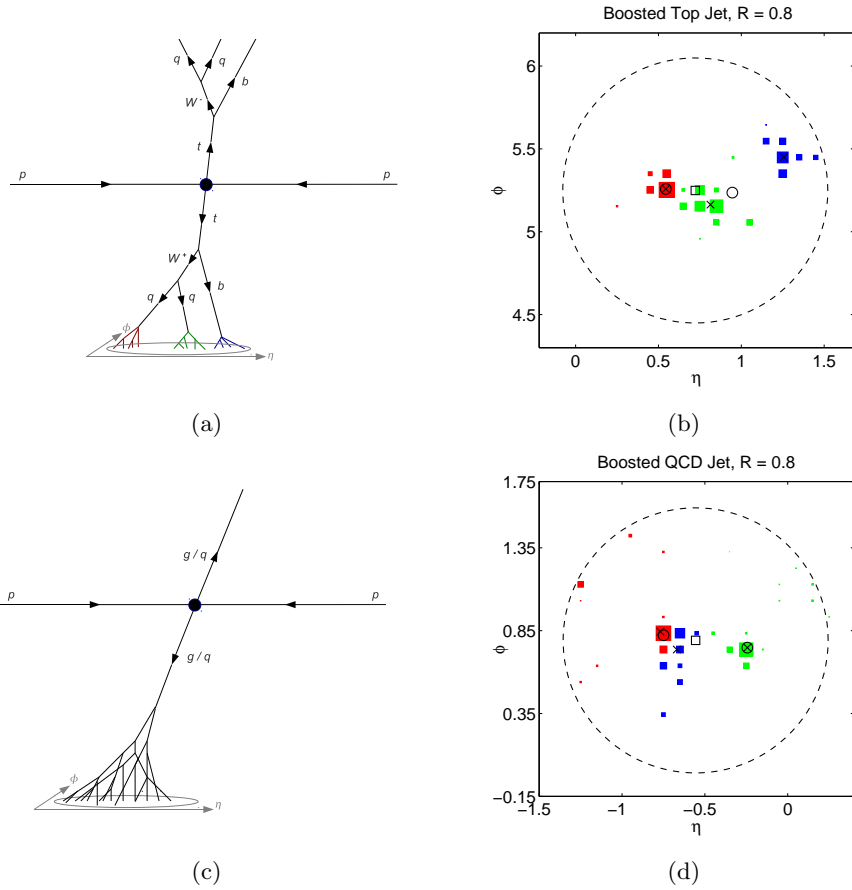 q
q
b
W⁻
t
p
p
t
W⁺
q
q
b
ϕ
η
(a)
Boosted Top Jet, R = 0.8
6
5.5
5
4.5
ϕ
0
0.5
1
1.5
η
(b)
g / q
p
p
g / q
ϕ
η
(c)
Boosted QCD Jet, R = 0.8
1.75
1.35
0.85
0.35
−0.15
ϕ
−1.5
−1
−0.5
0
η
(d)